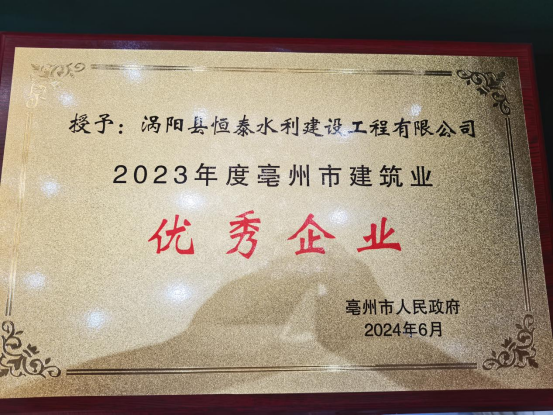 授予：涡阳县恒泰水利建设工程有限公司
2023年度亳州市建筑业
优秀企业
亳州市人民政府
2024年6月